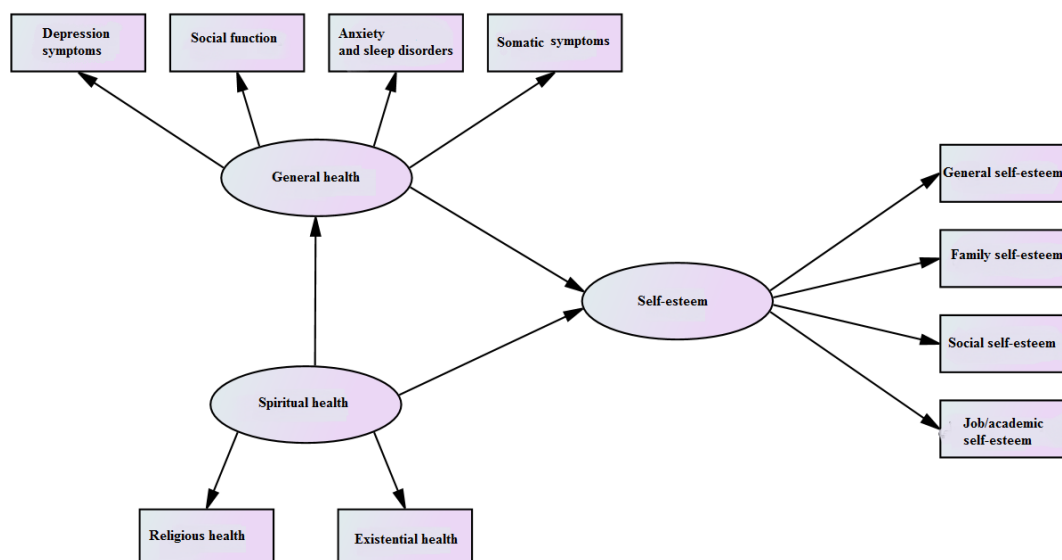 Depression
symptoms
Social function
Anxiety
and sleep disorders
Somatic symptoms
General health
General self-esteem
Family self-esteem
Self-esteem
Social self-esteem
Spiritual health
Job/academic
self-esteem
Religious health
Existential health